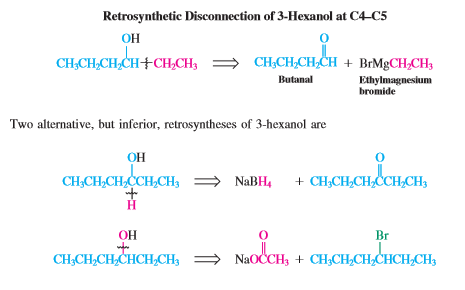 Retrosynthetic Disconnection of 3-Hexanol at C4–C5
OH O
CH₃CH₂CH₂CH–CH₂CH₃ ⟹ CH₃CH₂CH₂CH + BrMgCH₂CH₃
Butanal Ethylmagnesium
bromide
Two alternative, but inferior, retrosyntheses of 3-hexanol are
OH O
CH₃CH₂CH₂CCH₂CH₃ ⟹ NaBH₄ + CH₃CH₂CH₂CCH₂CH₃
H
OH O Br
CH₃CH₂CH₂CHCH₂CH₃ ⟹ NaOCCH₃ + CH₃CH₂CH₂CHCH₂CH₃